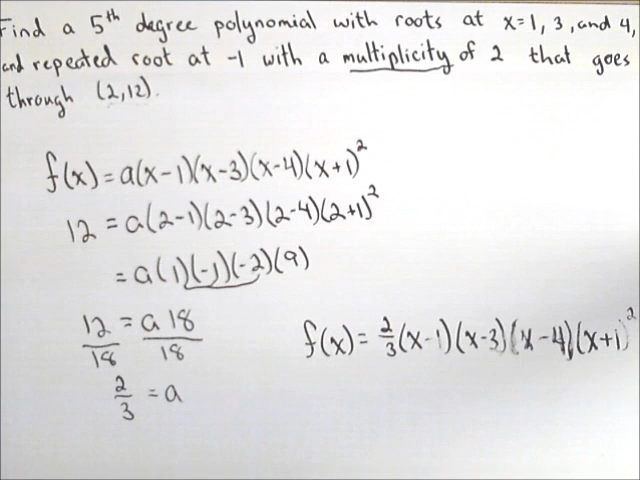 Find a 5th degree polynomial with roots at x=1, 3, and 4,
and repeated root at -1 with a multiplicity of 2 that goes
through (2,12).
f(x) = a(x-1)(x-3)(x-4)(x+1)²
12 = a(2-1)(2-3)(2-4)(2+1)²
= a(1)(-1)(-2)(9)
12/18 = a 18/18
2/3 = a
f(x) = 2/3(x-1)(x-3)(x-4)(x+1)²